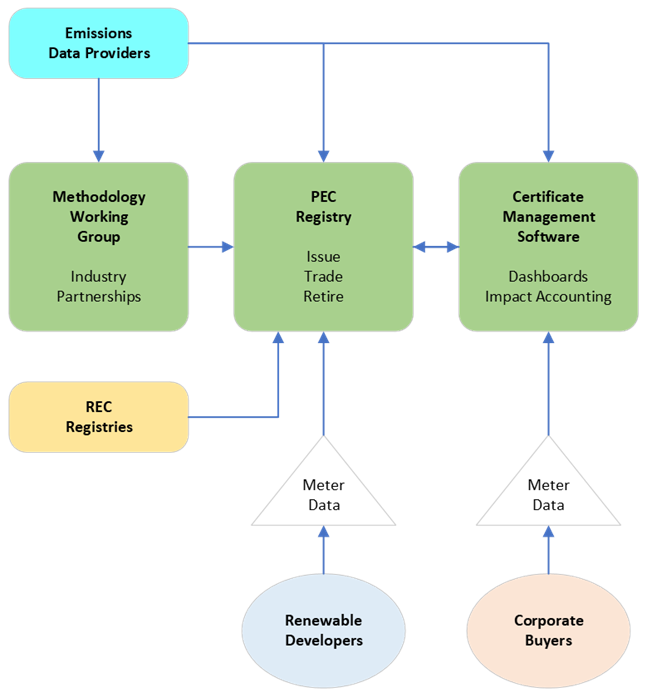 Emissions
Data Providers
Methodology
Working
Group
Industry
Partnerships
PEC
Registry
Issue
Trade
Retire
Certificate
Management
Software
Dashboards
Impact Accounting
REC
Registries
Meter
Data
Meter
Data
Renewable
Developers
Corporate
Buyers